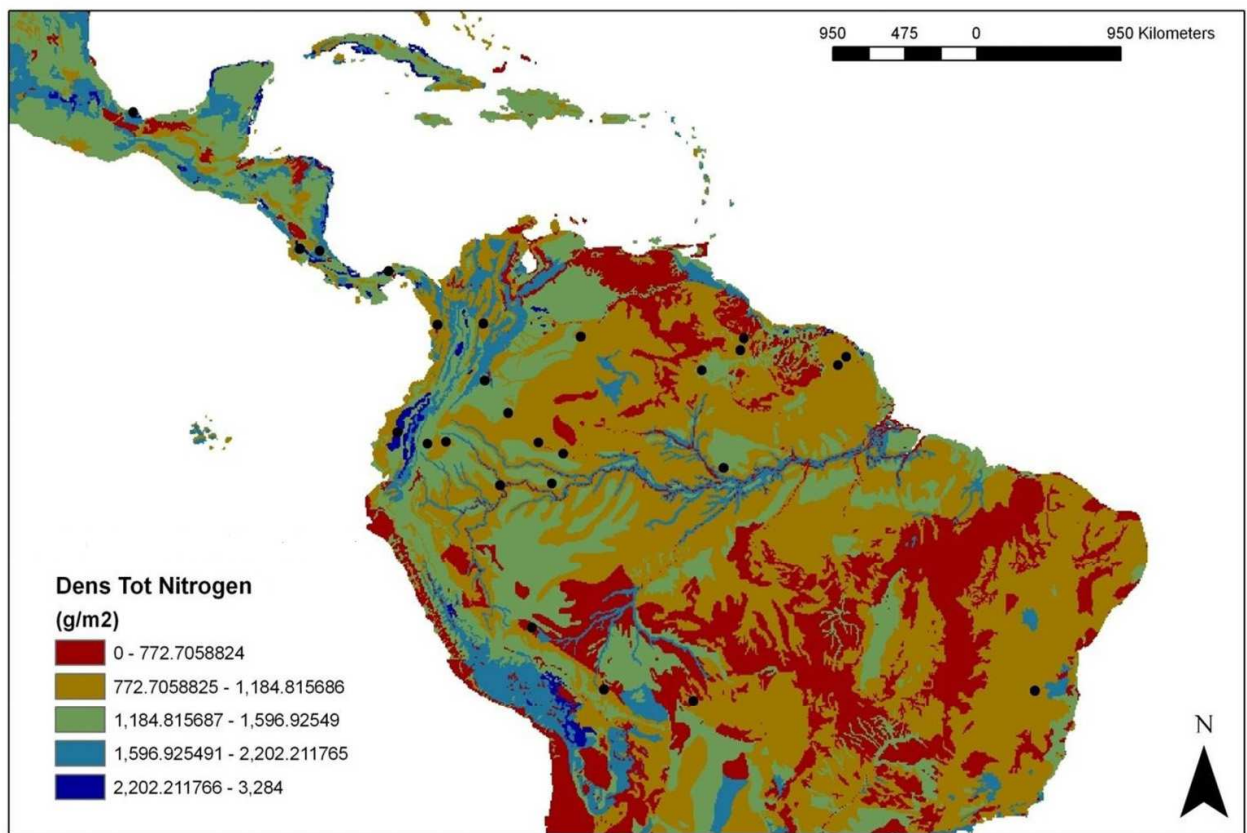 950 475 0 950 Kilometers
Dens Tot Nitrogen
(g/m2)
0 - 772.7058824
772.7058825 - 1,184.815686
1,184.815687 - 1,596.92549
1,596.925491 - 2,202.211765
2,202.211766 - 3,284
N